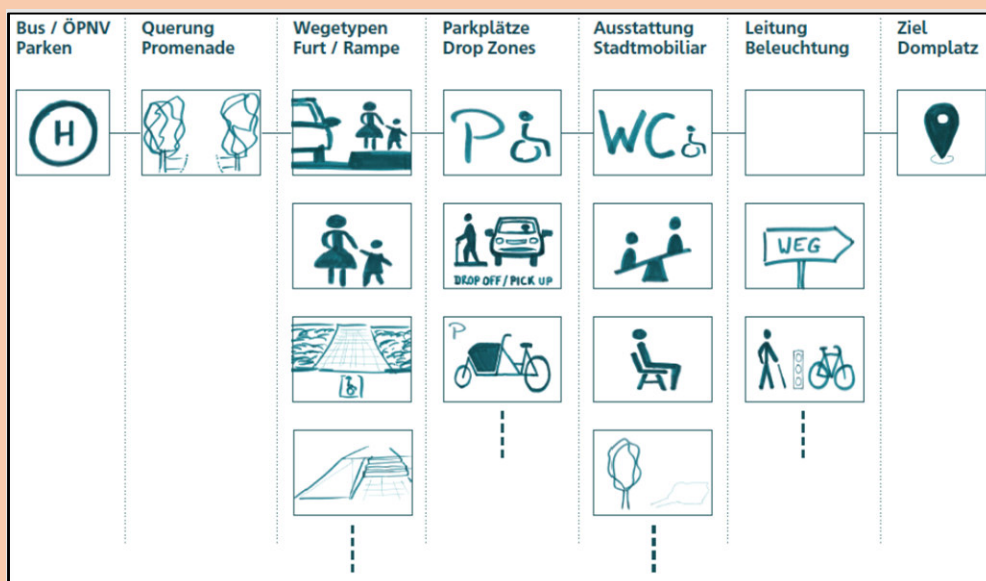 Bus / ÖPNV
Parken
Querung
Promenade
Wegetypen
Furt / Rampe
Parkplätze
Drop Zones
Ausstattung
Stadtmobiliar
Leitung
Beleuchtung
Ziel
Domplatz
H
P
WC
DROP OFF / PICK UP
WEG
P